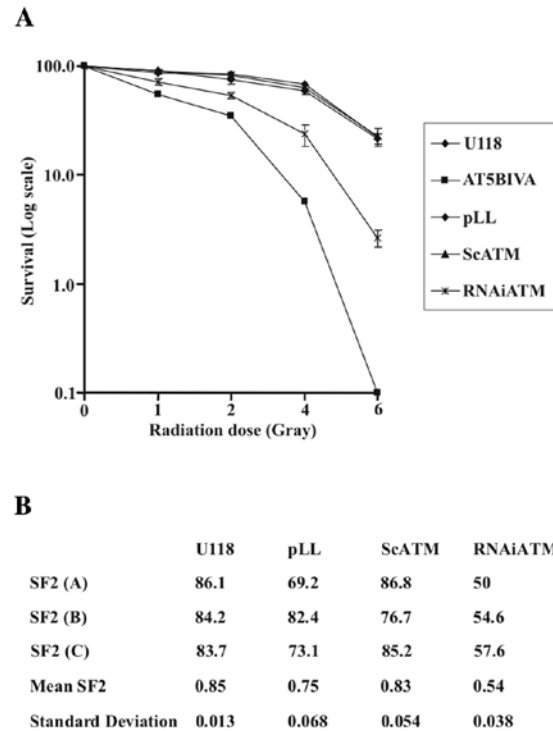 A
100.0
10.0
1.0
0.1
Survival (Log scale)
0 1 2 4 6
Radiation dose (Gray)
U118
AT5BIVA
pLL
ScATM
RNAiATM
B
U118 pLL ScATM RNAiATM
SF2 (A) 86.1 69.2 86.8 50
SF2 (B) 84.2 82.4 76.7 54.6
SF2 (C) 83.7 73.1 85.2 57.6
Mean SF2 0.85 0.75 0.83 0.54
Standard Deviation 0.013 0.068 0.054 0.038